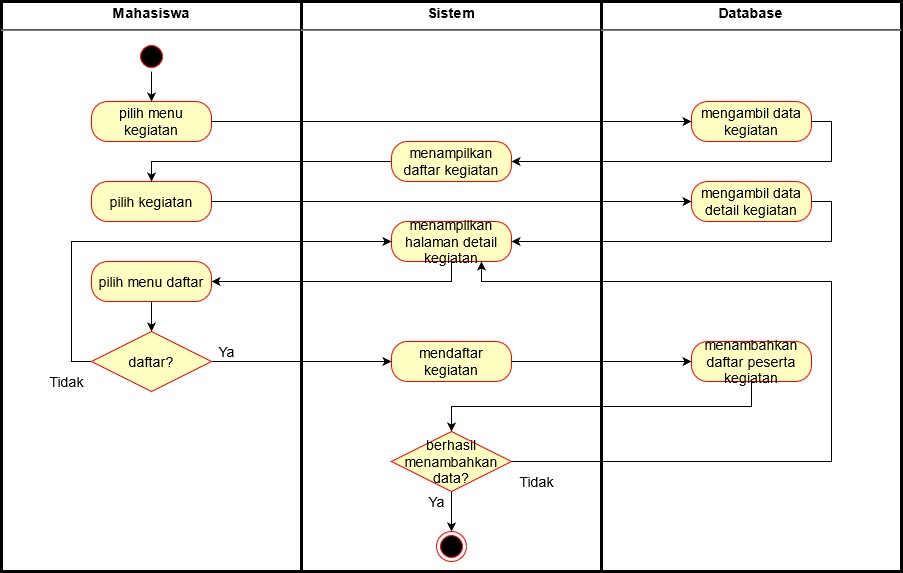 Mahasiswa
Sistem
Database
pilih menu
kegiatan
mengambil data
kegiatan
menampilkan
daftar kegiatan
pilih kegiatan
mengambil data
detail kegiatan
menampilkan
halaman detail
kegiatan
pilih menu daftar
daftar?
Ya
Tidak
mendaftar
kegiatan
menambahkan
daftar peserta
kegiatan
berhasil
menambahkan
data?
Tidak
Ya